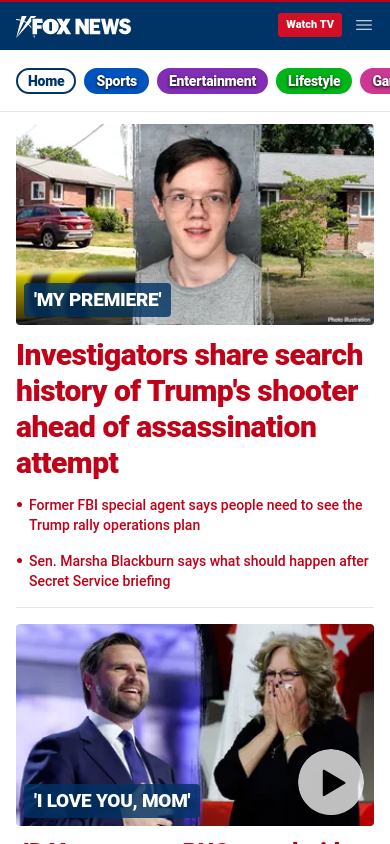 FOX NEWS
Watch TV
Home
Sports
Entertainment
Lifestyle
'MY PREMIERE'
Photo Illustration
Investigators share search
history of Trump's shooter
ahead of assassination
attempt
• Former FBI special agent says people need to see the
Trump rally operations plan
• Sen. Marsha Blackburn says what should happen after
Secret Service briefing
'I LOVE YOU, MOM'